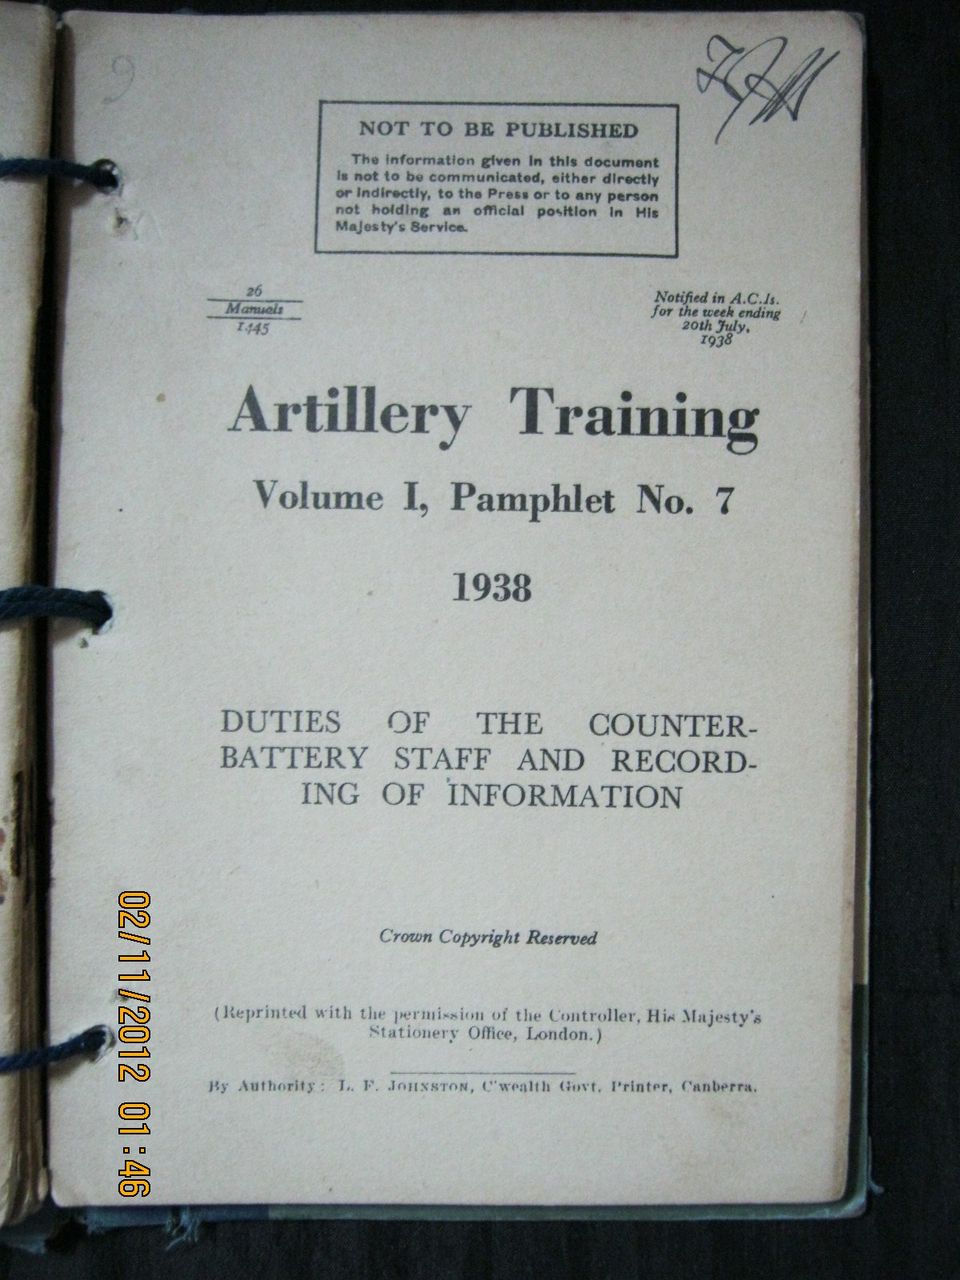 9
NOT TO BE PUBLISHED
The information given in this document
is not to be communicated, either directly
or indirectly, to the Press or to any person
not holding an official position in His
Majesty's Service.
26
Manuals
1445
Notified in A.C.Is.
for the week ending
20th July,
1938
Artillery Training
Volume I, Pamphlet No. 7
1938
DUTIES OF THE COUNTER-
BATTERY STAFF AND RECORD-
ING OF INFORMATION
Crown Copyright Reserved
(Reprinted with the permission of the Controller, His Majesty's
Stationery Office, London.)
By Authority: L. F. JOHNSTON, C'wealth Govt. Printer, Canberra.
02/11/2012 01:46